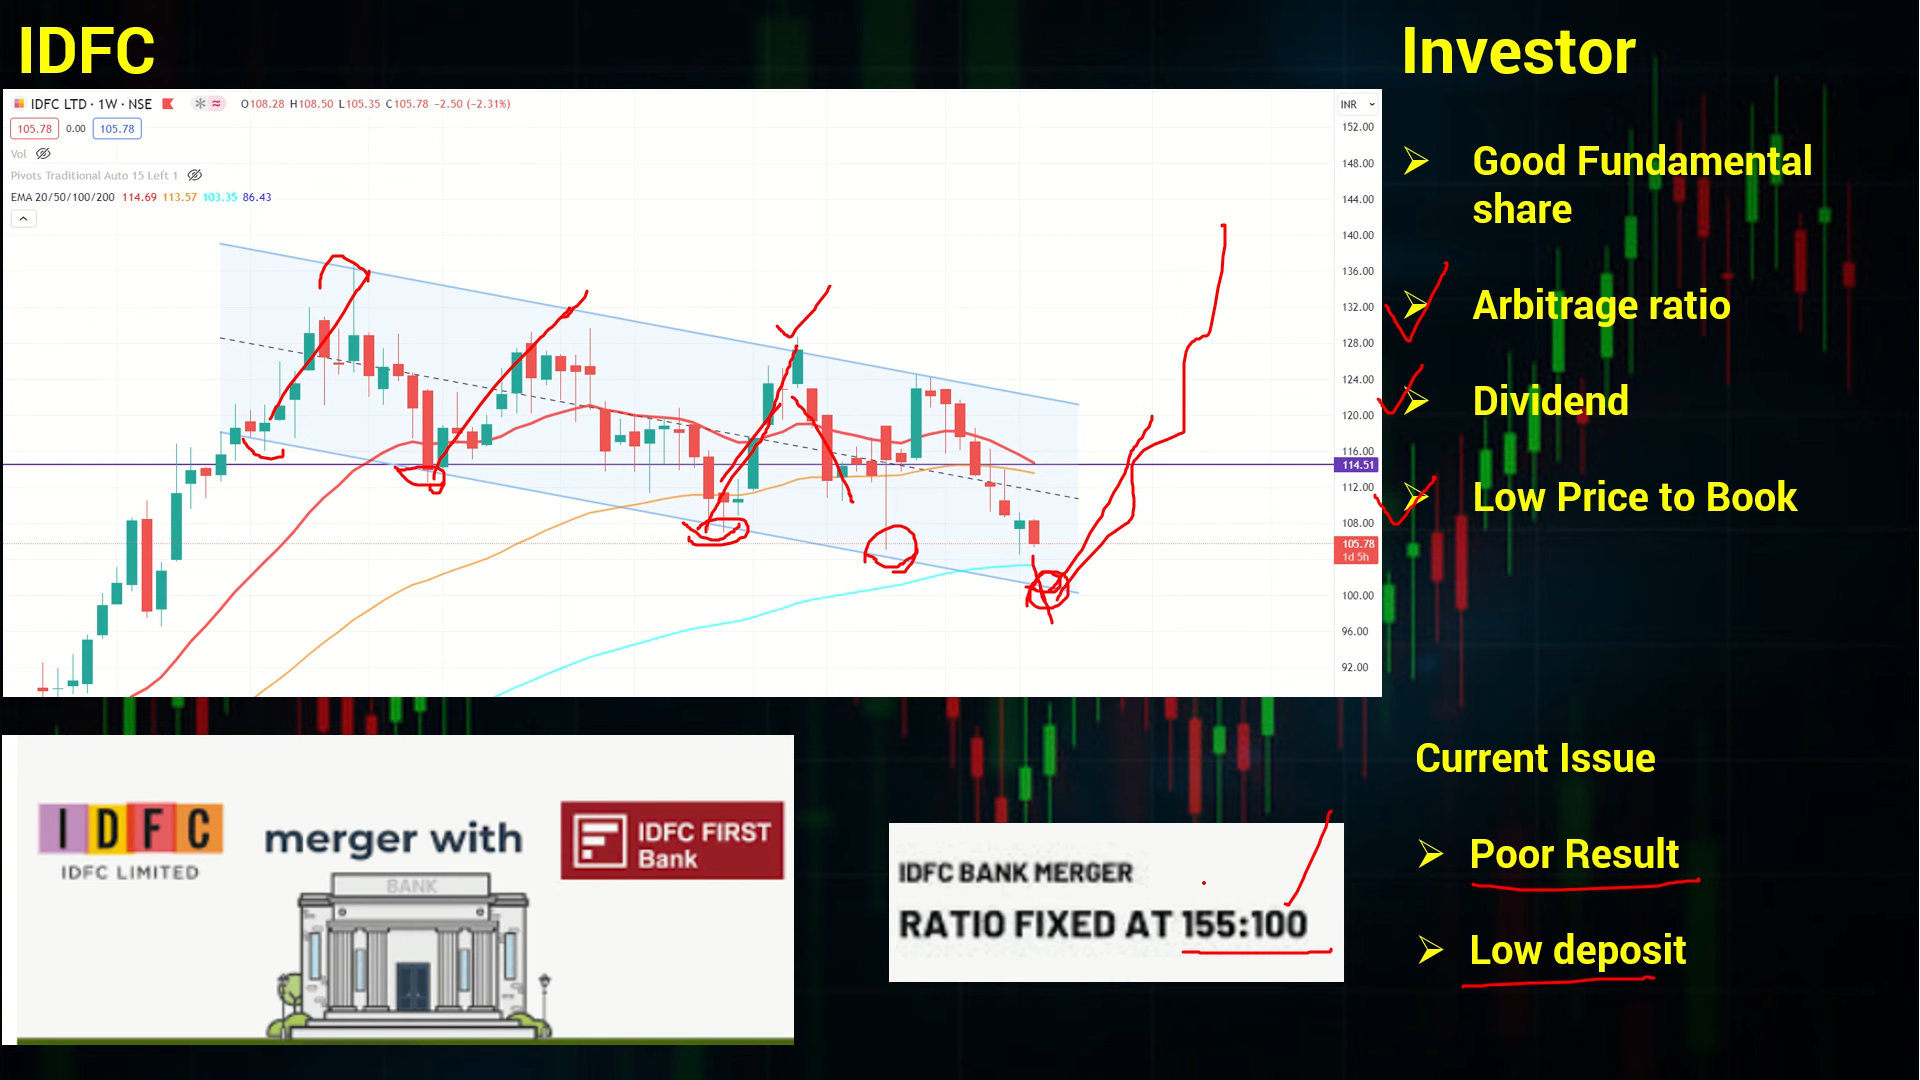 IDFC
Investor
IDFC LTD · 1W · NSE O108.28 H108.50 L105.35 C105.78 −2.50 (−2.31%)
INR
105.78 0.00 105.78
Vol
Pivots Traditional Auto 15 Left 1
EMA 20/50/100/200 114.69 113.57 103.35 86.43
152.00
148.00
144.00
140.00
136.00
132.00
128.00
124.00
120.00
116.00
114.51
112.00
108.00
105.78
1d 5h
100.00
96.00
92.00
Good Fundamental
share
Arbitrage ratio
Dividend
Low Price to Book
IDFC
IDFC LIMITED
merger with
IDFC FIRST
Bank
BANK
IDFC BANK MERGER
RATIO FIXED AT 155:100
Current Issue
Poor Result
Low deposit